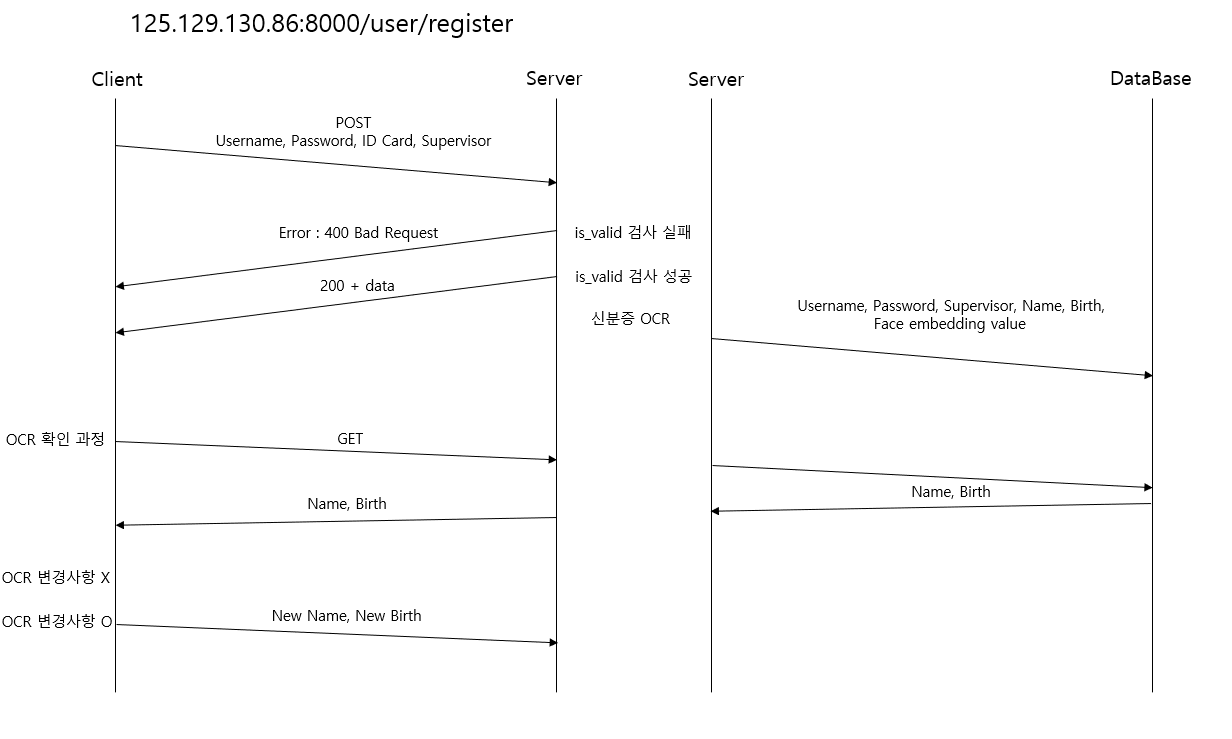 125.129.130.86:8000/user/register
Client
Server
Server
DataBase
POST
Username, Password, ID Card, Supervisor
Error : 400 Bad Request
is_valid 검사 실패
200 + data
is_valid 검사 성공
신분증 OCR
Username, Password, Supervisor, Name, Birth,
Face embedding value
OCR 확인 과정
GET
Name, Birth
Name, Birth
OCR 변경사항 X
OCR 변경사항 O
New Name, New Birth